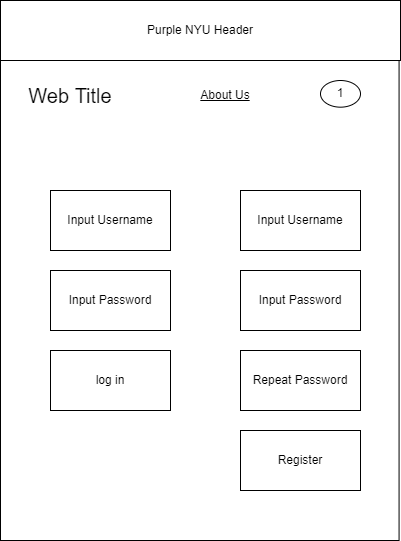 Purple NYU Header
Web Title
About Us
1
Input Username
Input Username
Input Password
Input Password
log in
Repeat Password
Register